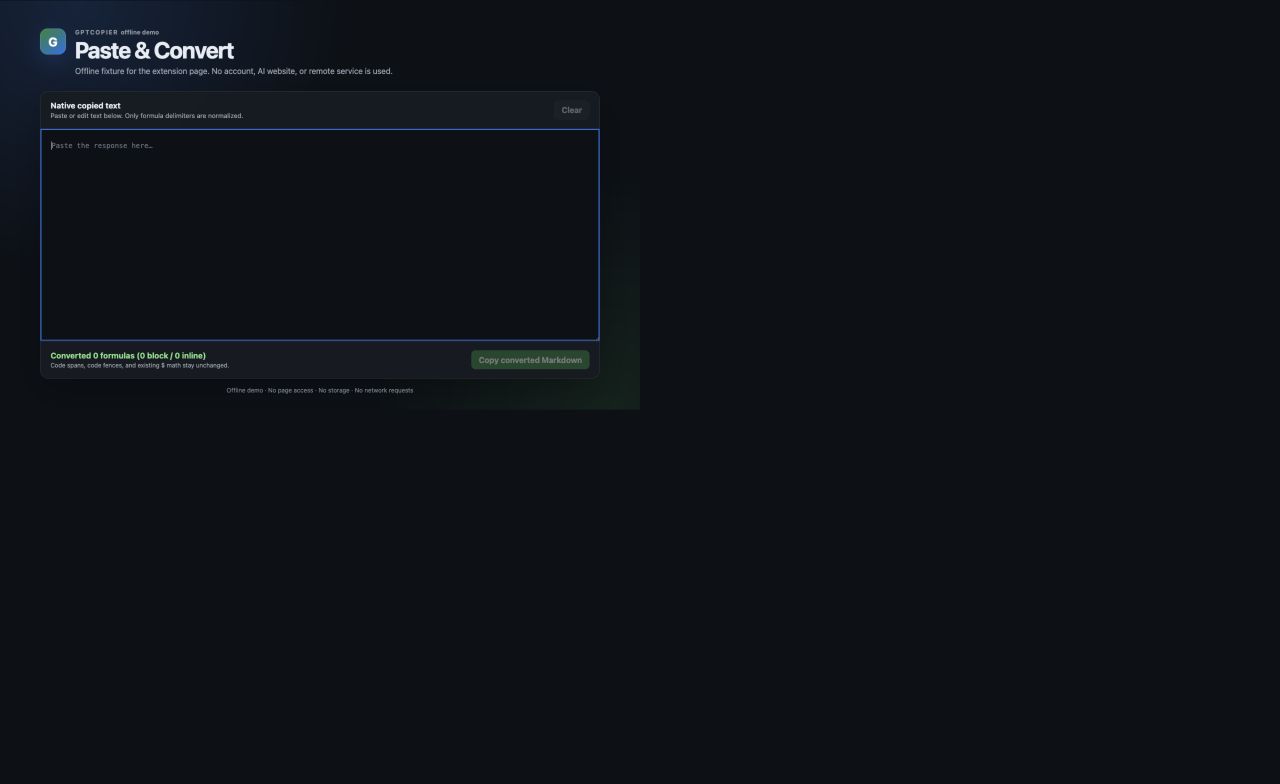 G
GPTCOPIER offline demo
Paste & Convert
Offline fixture for the extension page. No account, AI website, or remote service is used.
Native copied text
Paste or edit text below. Only formula delimiters are normalized.
Clear
Paste the response here…
Converted 0 formulas (0 block / 0 inline)
Code spans, code fences, and existing $ math stay unchanged.
Copy converted Markdown
Offline demo · No page access · No storage · No network requests